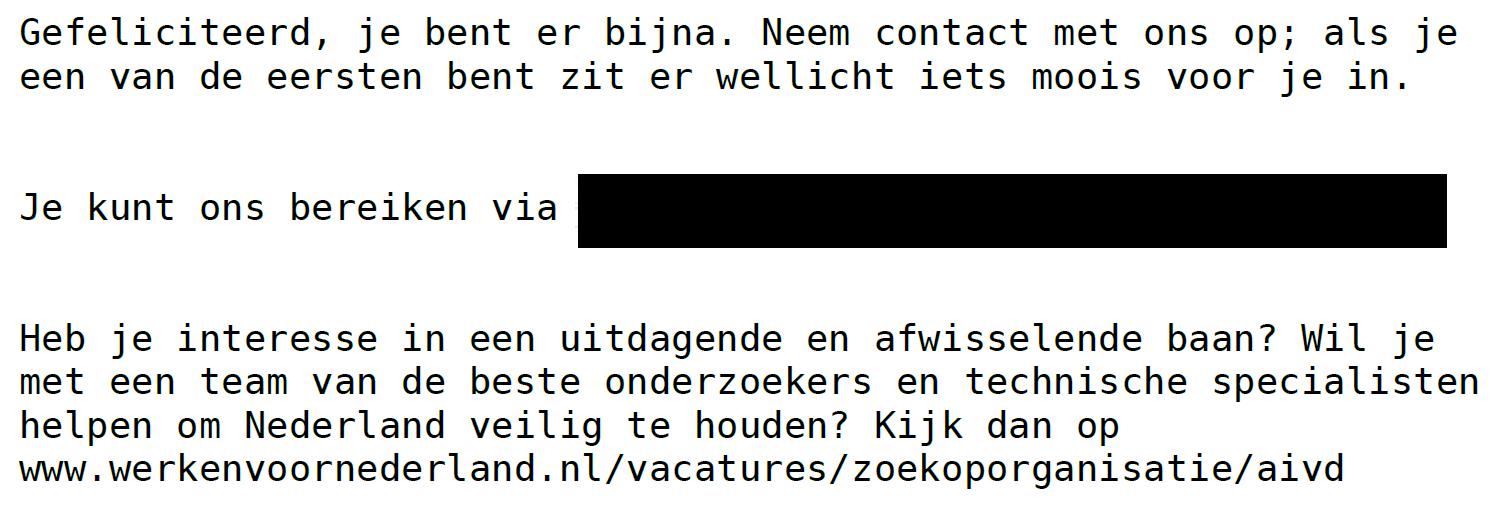 Gefeliciteerd, je bent er bijna. Neem contact met ons op; als je
een van de eersten bent zit er wellicht iets moois voor je in.
Je kunt ons bereiken via
Heb je interesse in een uitdagende en afwisselende baan? Wil je
met een team van de beste onderzoekers en technische specialisten
helpen om Nederland veilig te houden? Kijk dan op
www.werkenvoornederland.nl/vacatures/zoekoporganisatie/aivd